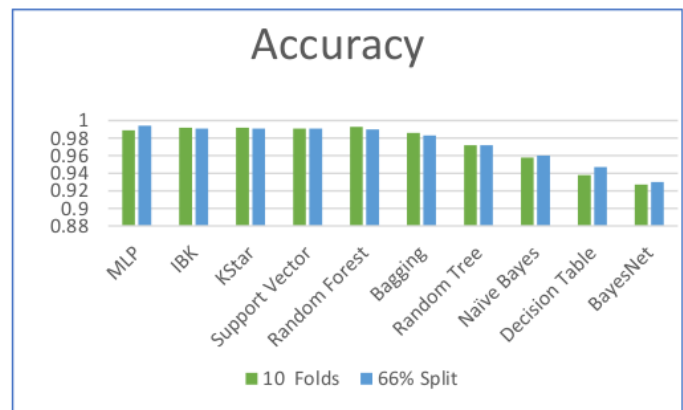 Accuracy
1
0.98
0.96
0.94
0.92
0.9
0.88
MLP
IBK
KStar
Support Vector
Random Forest
Bagging
Random Tree
Naïve Bayes
Decision Table
BayesNet
10 Folds 66% Split